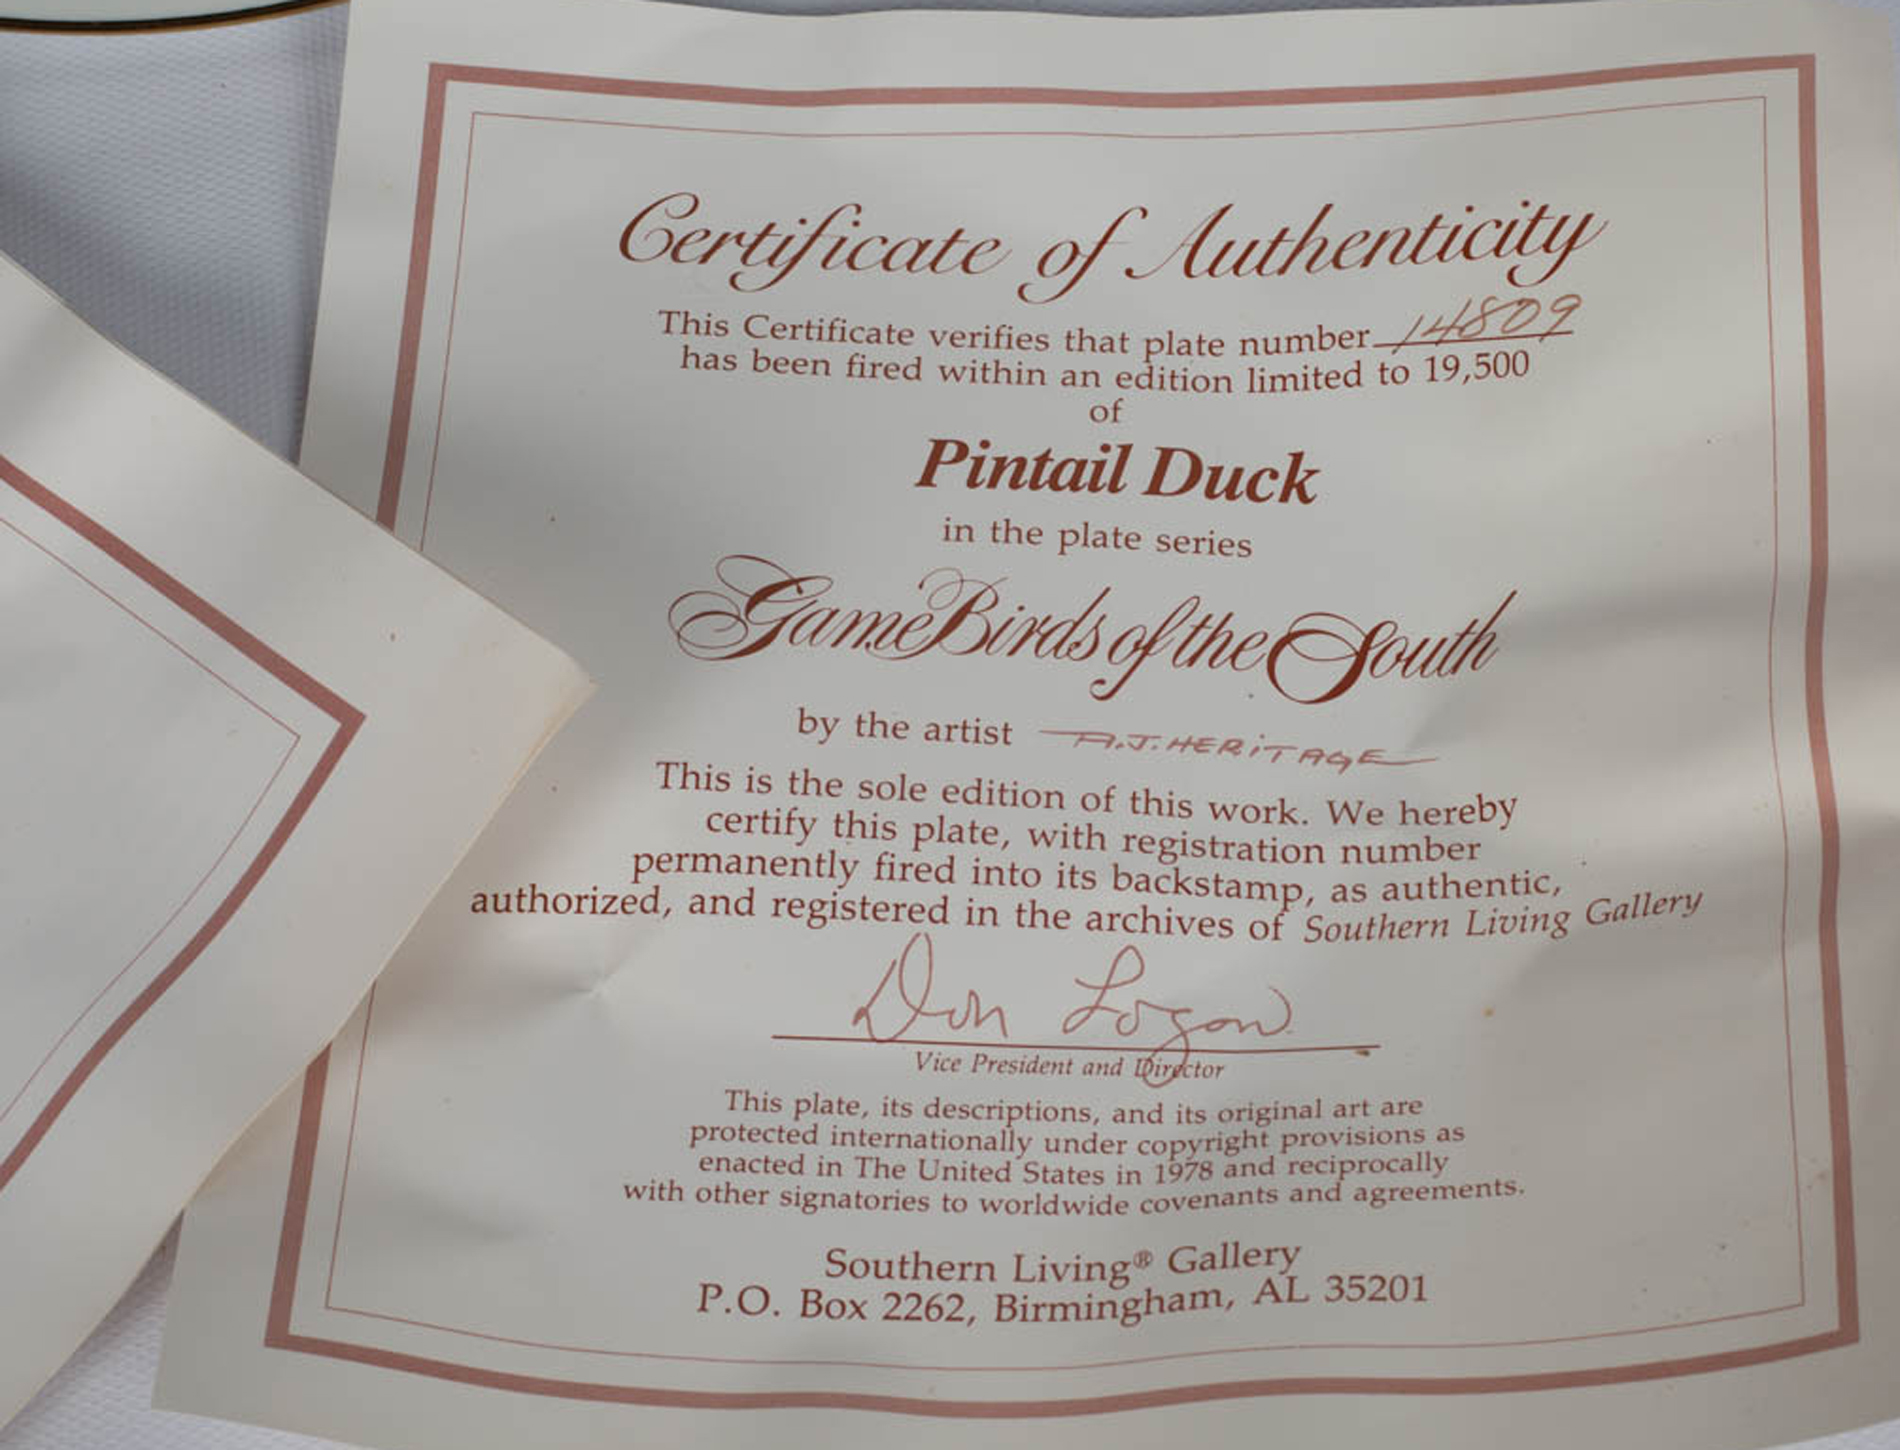 Certificate of Authenticity
This Certificate verifies that plate number 14809
has been fired within an edition limited to 19,500
of
Pintail Duck
in the plate series
Game Birds of the South
by the artist A.J. HERITAGE
This is the sole edition of this work. We hereby
certify this plate, with registration number
permanently fired into its backstamp, as authentic,
authorized, and registered in the archives of Southern Living Gallery
Don Logan
Vice President and Director
This plate, its descriptions, and its original art are
protected internationally under copyright provisions as
enacted in The United States in 1978 and reciprocally
with other signatories to worldwide covenants and agreements.
Southern Living® Gallery
P.O. Box 2262, Birmingham, AL 35201